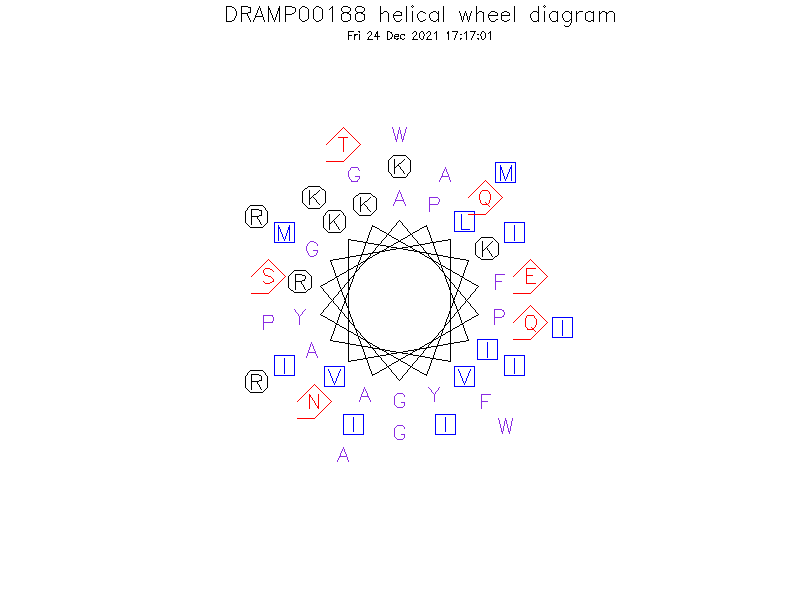 DRAMP00188 helical wheel diagram
Fri 24 Dec 2021 17:17:01
W
T
K
G A M
K K A P Q
R K L
M I
G K
S R F E
P Y P Q I
A I
I V V I
R
N A G Y F
I G I W
A